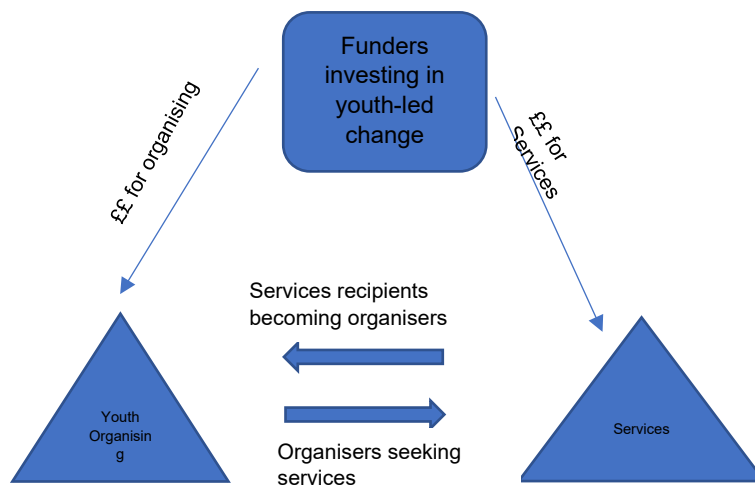 Funders
investing in
youth-led
change
££ for organising
££ for
Services
Services recipients
becoming organisers
Youth
Organisin
g
Services
Organisers seeking
services